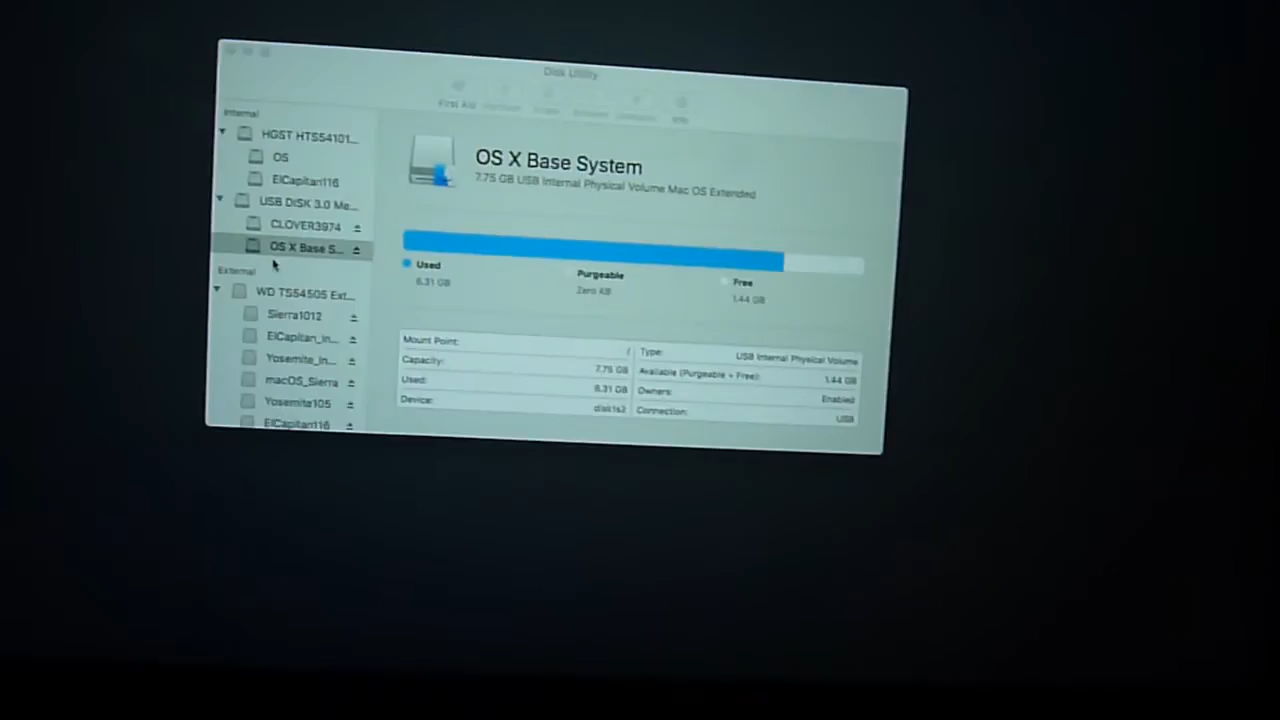 Disk Utility
First Aid
Internal
HGST HTS54101...
OS
ElCapitan116
USB DISK 3.0 Me...
CLOVER3974
OS X Base S...
External
WD TS54505 Ext...
Sierra1012
ElCapitan_In...
Yosemite_In...
macOS_Sierra
Yosemite105
ElCapitan116
OS X Base System
7.75 GB USB Internal Physical Volume Mac OS Extended
Used
6.31 GB
Purgeable
Zero KB
Free
1.44 GB
Mount Point: /
Capacity: 7.75 GB
Used: 6.31 GB
Device: disk1s2
Type: USB Internal Physical Volume
Available (Purgeable + Free): 1.44 GB
Owners: Enabled
Connection: USB